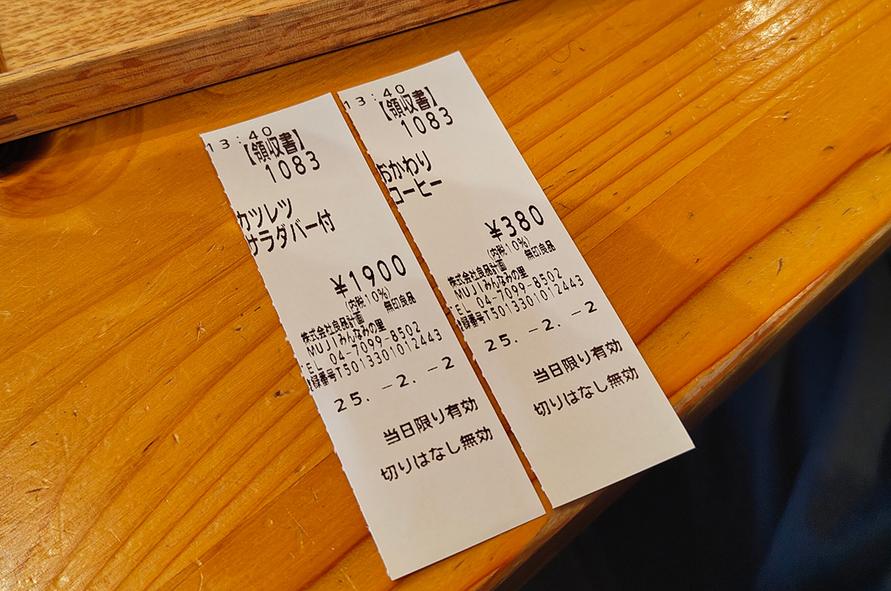 13:40
【領収書】
1083
カツレツ
サラダバー付
¥1900
(内税10%)
株式会社良品計画 無印良品
MUJIみんなみの里
TEL 04-7099-8502
登録番号T5013301012443
25. -2. -2
当日限り有効
切りはなし無効
13:40
【領収書】
1083
おかわり
コーヒー
¥380
(内税10%)
株式会社良品計画 無印良品
MUJIみんなみの里
TEL 04-7099-8502
登録番号T5013301012443
25. -2. -2
当日限り有効
切りはなし無効